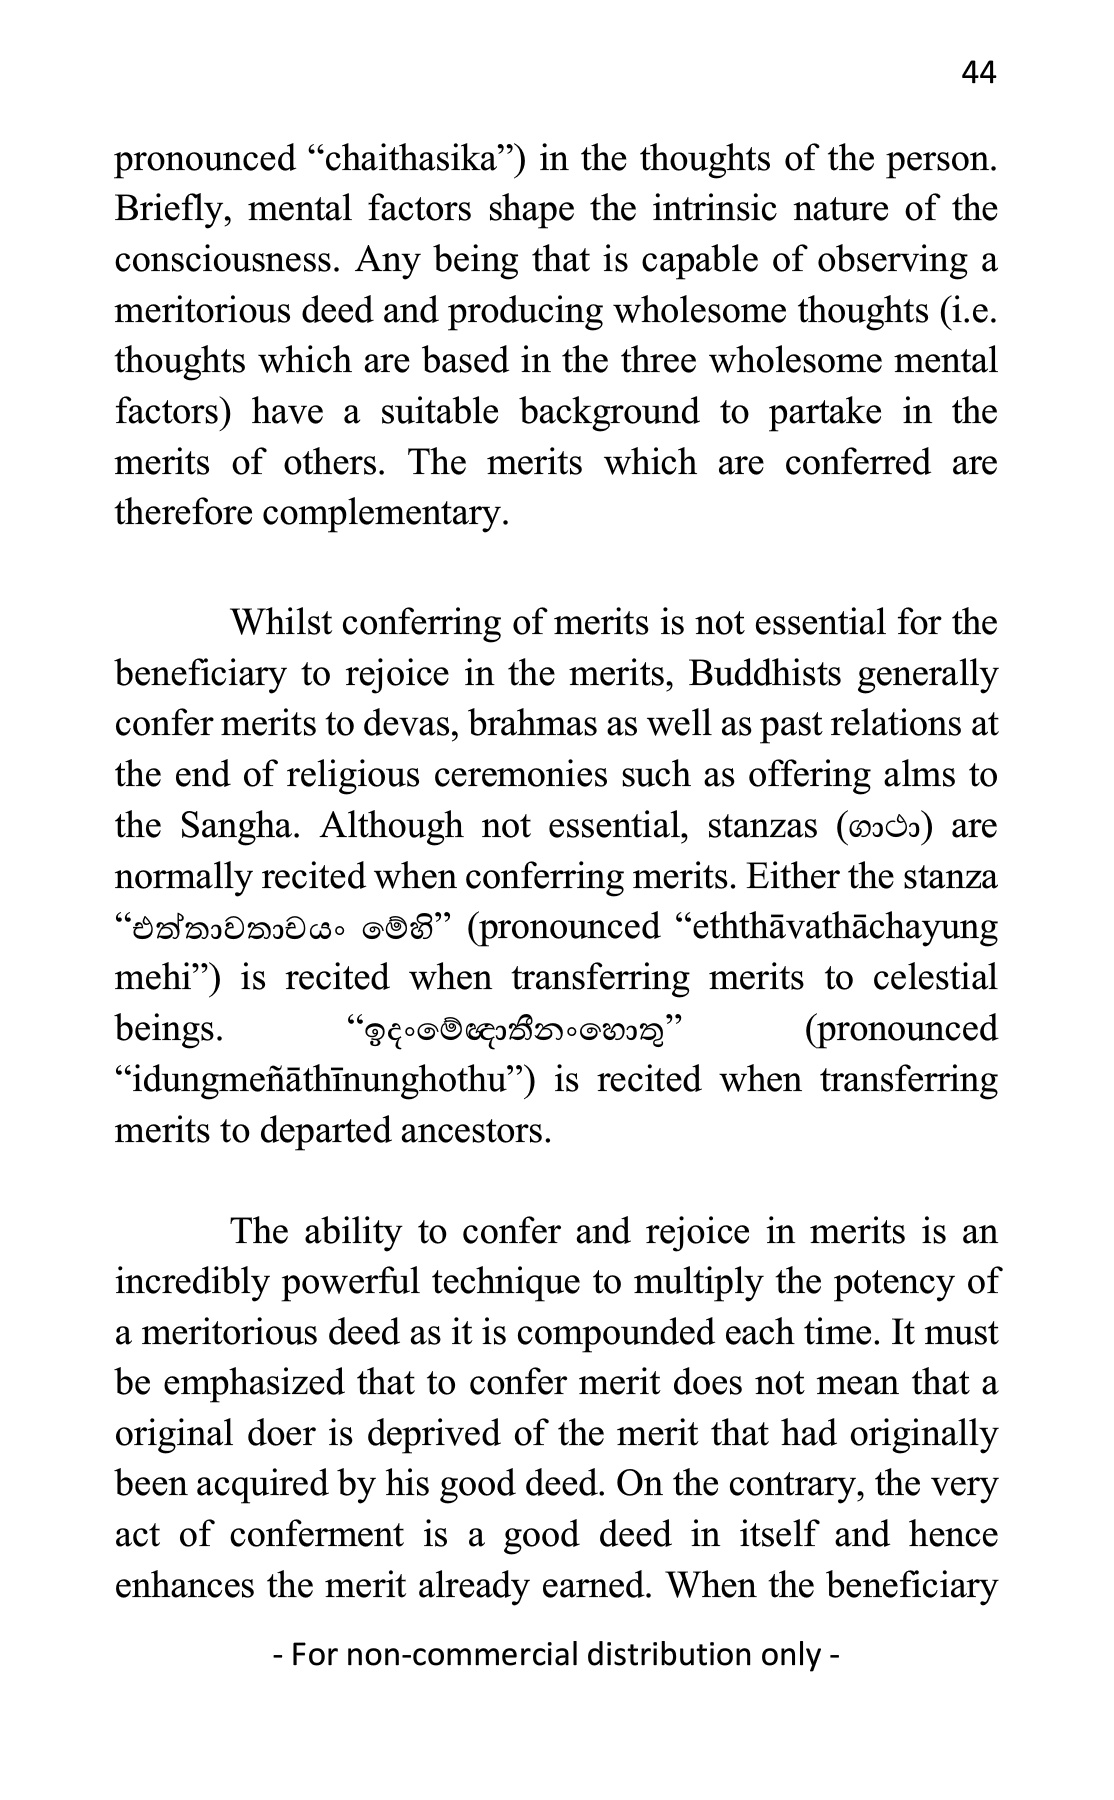 44
pronounced “chaithasika”) in the thoughts of the person.
Briefly, mental factors shape the intrinsic nature of the
consciousness. Any being that is capable of observing a
meritorious deed and producing wholesome thoughts (i.e.
thoughts which are based in the three wholesome mental
factors) have a suitable background to partake in the
merits of others. The merits which are conferred are
therefore complementary.
Whilst conferring of merits is not essential for the
beneficiary to rejoice in the merits, Buddhists generally
confer merits to devas, brahmas as well as past relations at
the end of religious ceremonies such as offering alms to
the Sangha. Although not essential, stanzas (ගාථා) are
normally recited when conferring merits. Either the stanza
“එත්තාවතාචයං මේහි” (pronounced “eththāvathāchayung
mehi”) is recited when transferring merits to celestial
beings. “ඉදංමේඥාතීනංහොතු” (pronounced
“idungmeñāthīnunghothu”) is recited when transferring
merits to departed ancestors.
The ability to confer and rejoice in merits is an
incredibly powerful technique to multiply the potency of
a meritorious deed as it is compounded each time. It must
be emphasized that to confer merit does not mean that a
original doer is deprived of the merit that had originally
been acquired by his good deed. On the contrary, the very
act of conferment is a good deed in itself and hence
enhances the merit already earned. When the beneficiary
- For non-commercial distribution only -